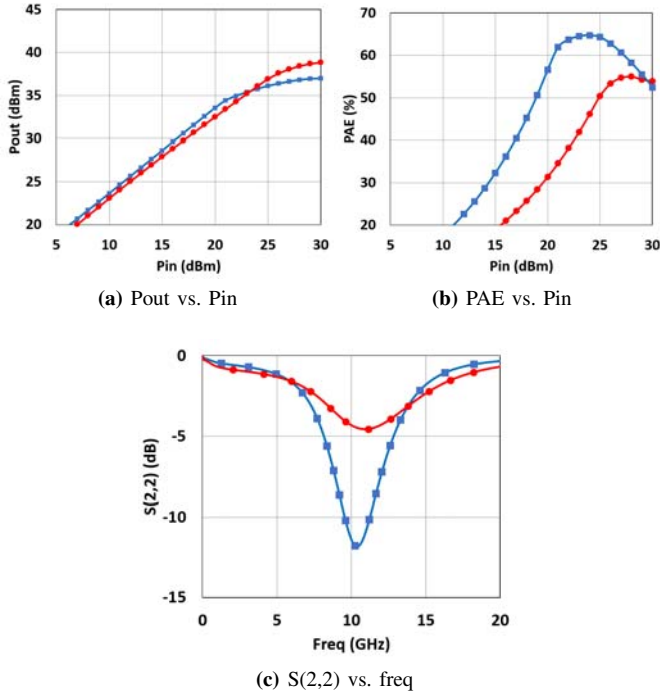 45
40
35
30
25
20
Pout (dBm)
5 10 15 20 25 30
Pin (dBm)
(a) Pout vs. Pin
70
60
50
40
30
20
PAE (%)
5 10 15 20 25 30
Pin (dBm)
(b) PAE vs. Pin
0
-5
-10
-15
S(2,2) (dB)
0 5 10 15 20
Freq (GHz)
(c) S(2,2) vs. freq